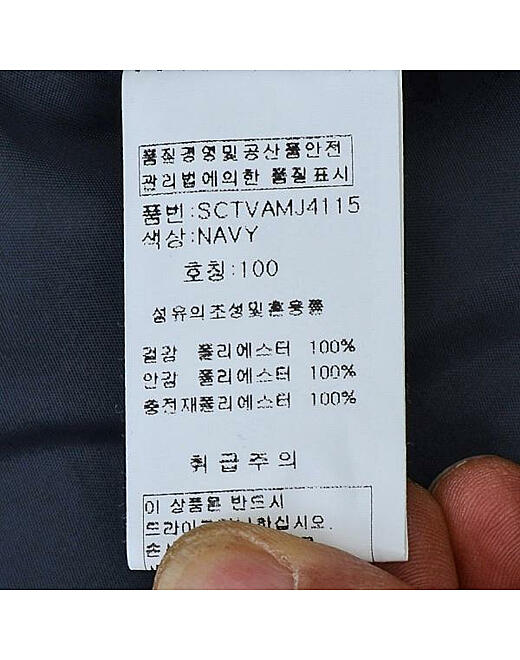 품질경영및공산품안전
관리법에의한 품질표시
품번:SCTVAMJ4115
색상:NAVY
호칭:100
섬유의조성및혼용률
겉감 폴리에스터 100%
안감 폴리에스터 100%
충전재폴리에스터 100%
취급주의
이 상품은 반드시